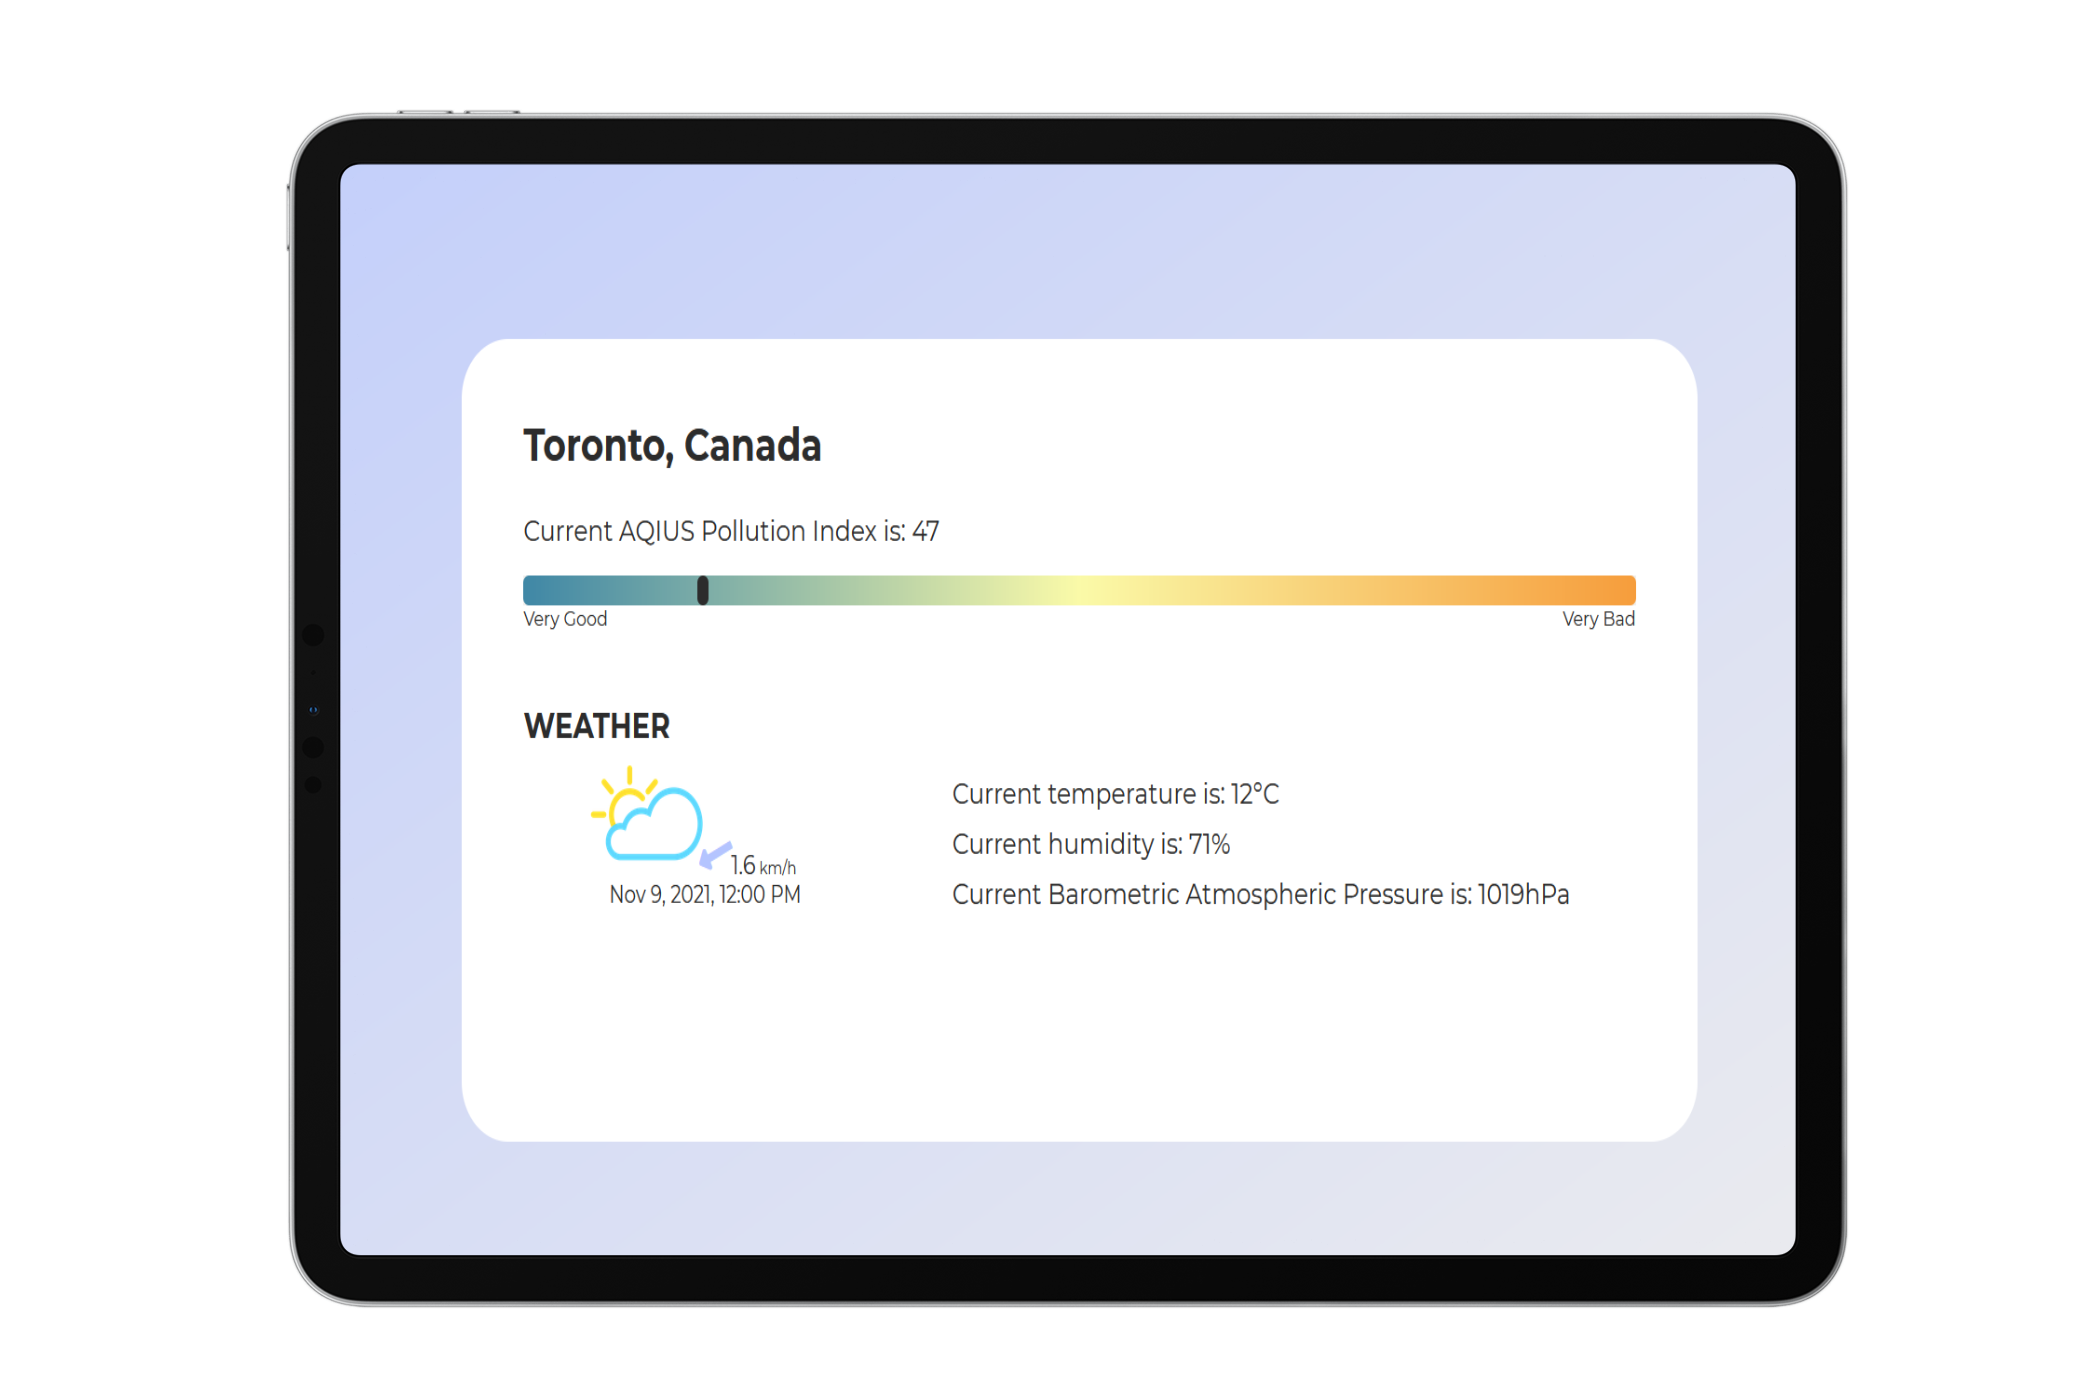 Toronto, Canada
Current AQIUS Pollution Index is: 47
Very Good
Very Bad
WEATHER
1.6 km/h
Nov 9, 2021, 12:00 PM
Current temperature is: 12°C
Current humidity is: 71%
Current Barometric Atmospheric Pressure is: 1019hPa